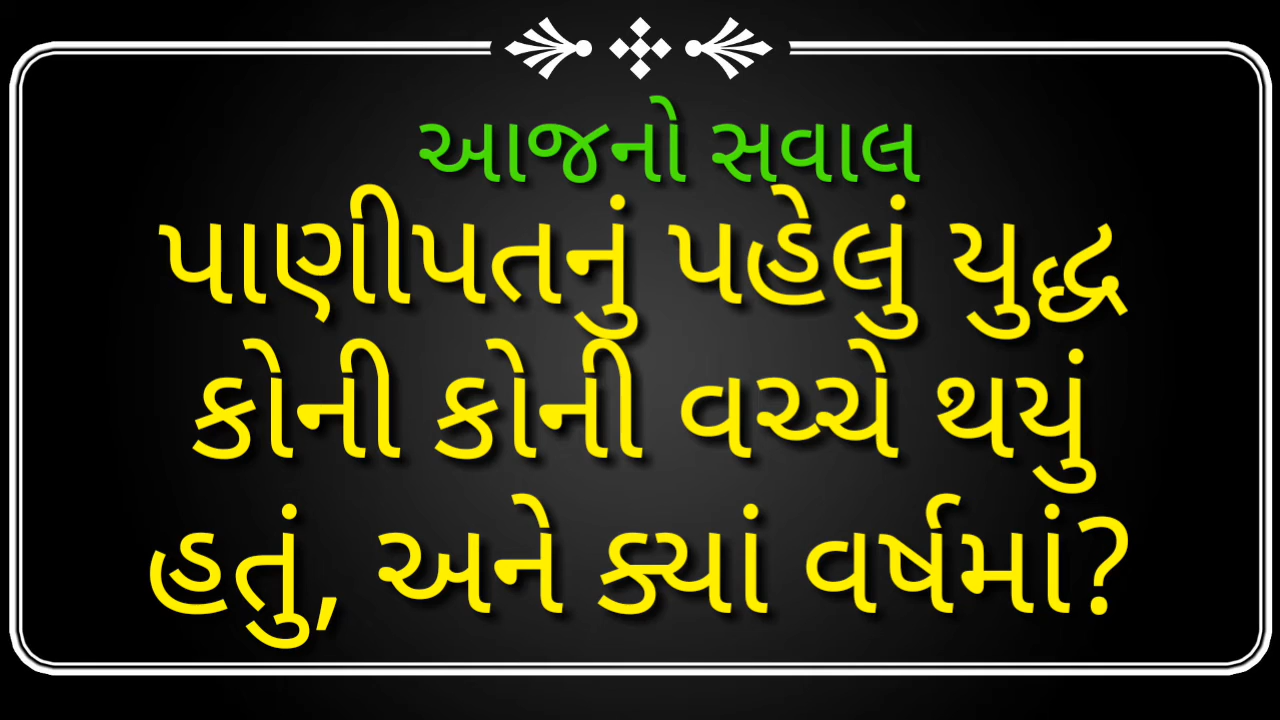 આજનો સવાલ
પાણીપતનું પહેલું યુદ્ધ
કોની કોની વચ્ચે થયું
હતું, અને ક્યાં વર્ષમાં?